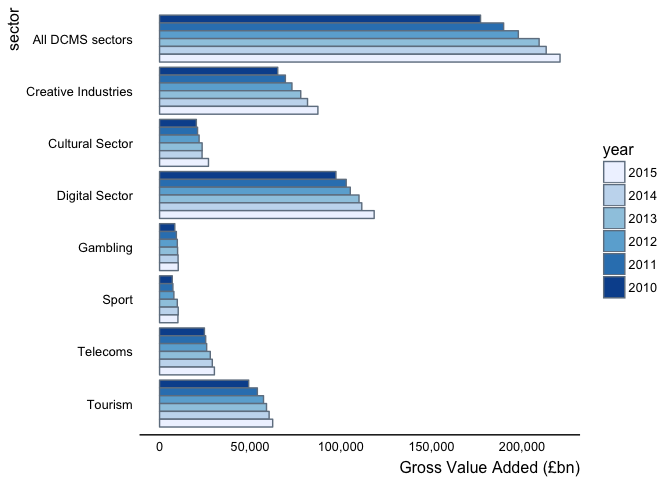 sector
All DCMS sectors
Creative Industries
Cultural Sector
Digital Sector
Gambling
Sport
Telecoms
Tourism
0 50,000 100,000 150,000 200,000
Gross Value Added (£bn)
year
2015
2014
2013
2012
2011
2010